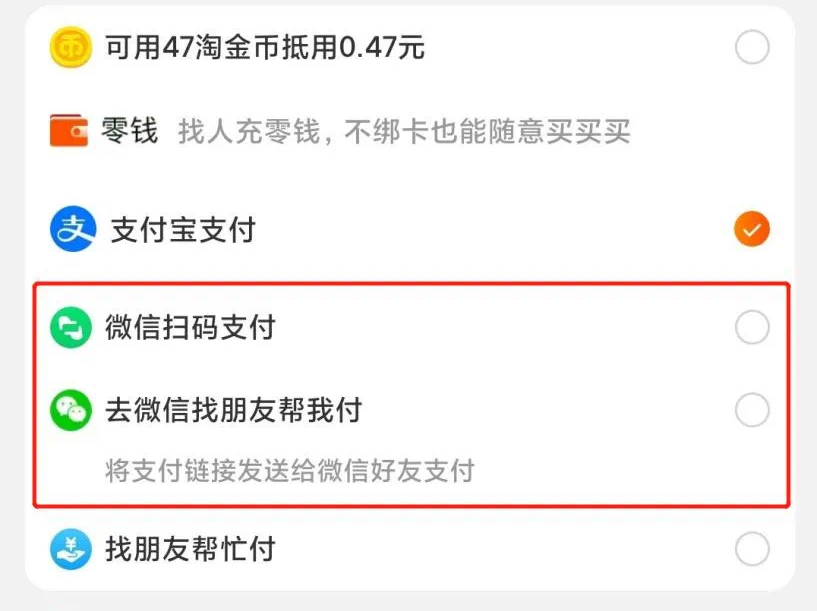 可用47淘金币抵用0.47元
零钱 找人充零钱，不绑卡也能随意买买买
支付宝支付
微信扫码支付
去微信找朋友帮我付
将支付链接发送给微信好友支付
找朋友帮忙付